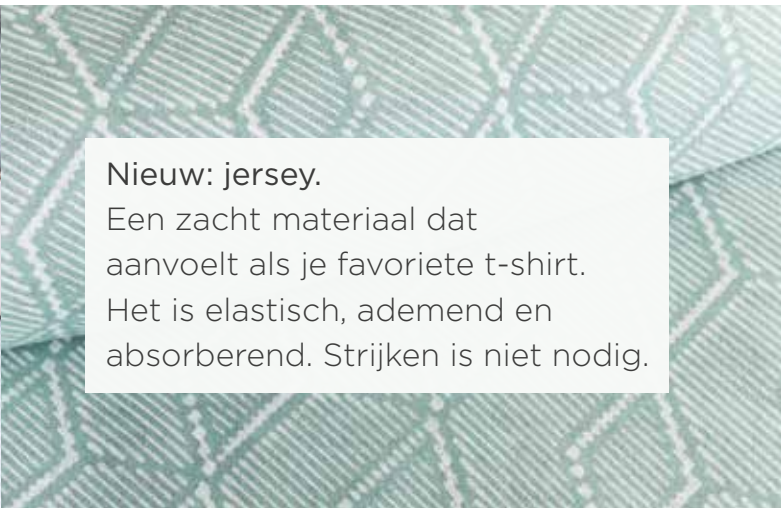 Nieuw: jersey.
Een zacht materiaal dat
aanvoelt als je favoriete t-shirt.
Het is elastisch, ademend en
absorberend. Strijken is niet nodig.